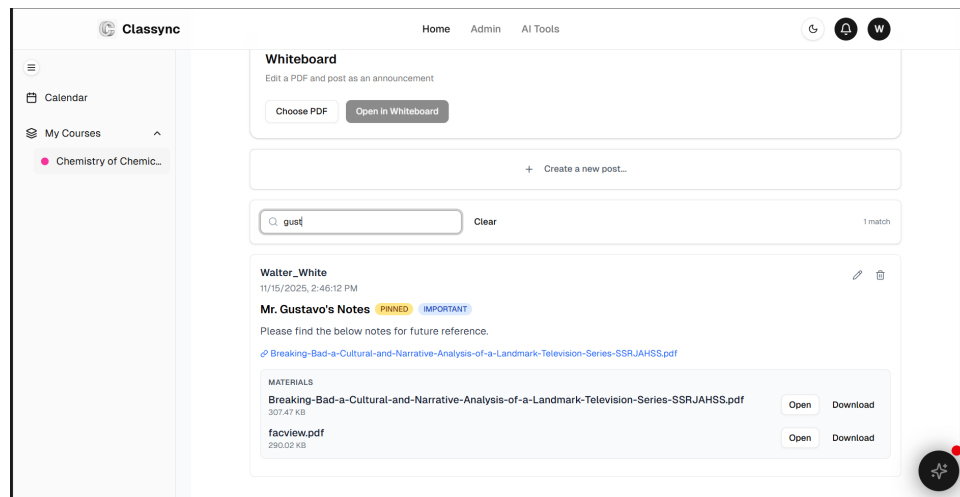 Classync
Home Admin AI Tools
W
Calendar
My Courses
Chemistry of Chemic...
Whiteboard
Edit a PDF and post as an announcement
Choose PDF Open in Whiteboard
+ Create a new post...
gust Clear 1 match
Walter_White
11/15/2025, 2:46:12 PM
Mr. Gustavo's Notes PINNED IMPORTANT
Please find the below notes for future reference.
Breaking-Bad-a-Cultural-and-Narrative-Analysis-of-a-Landmark-Television-Series-SSRJAHSS.pdf
MATERIALS
Breaking-Bad-a-Cultural-and-Narrative-Analysis-of-a-Landmark-Television-Series-SSRJAHSS.pdf
307.47 KB
Open Download
facview.pdf
290.02 KB
Open Download